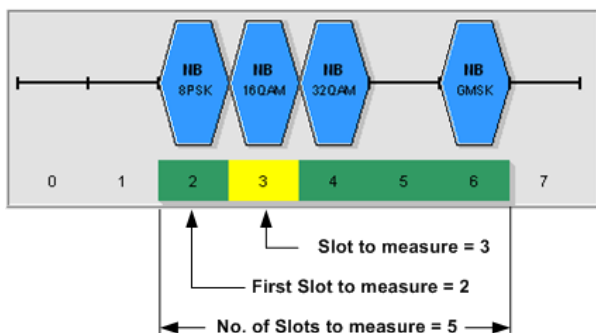 NB NB NB NB
8PSK 16QAM 32QAM GMSK
0 1 2 3 4 5 6 7
Slot to measure = 3
First Slot to measure = 2
No. of Slots to measure = 5